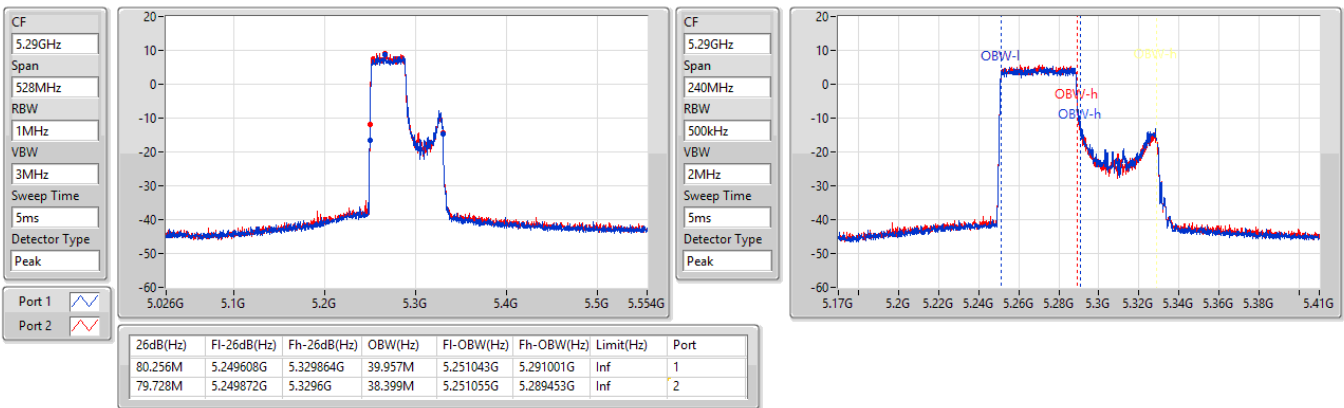 CF
5.29GHz
Span
528MHz
RBW
1MHz
VBW
3MHz
Sweep Time
5ms
Detector Type
Peak
Port 1
Port 2
20
10
0
-10
-20
-30
-40
-50
-60
5.026G 5.1G 5.2G 5.3G 5.4G 5.5G 5.554G
CF
5.29GHz
Span
240MHz
RBW
500kHz
VBW
2MHz
Sweep Time
5ms
Detector Type
Peak
20
10
0
-10
-20
-30
-40
-50
-60
OBW-l
OBW-h
OBW-h
OBW-h
5.17G 5.2G 5.22G 5.24G 5.26G 5.28G 5.3G 5.32G 5.34G 5.36G 5.38G 5.41G
26dB(Hz) Fl-26dB(Hz) Fh-26dB(Hz) OBW(Hz) Fl-OBW(Hz) Fh-OBW(Hz) Limit(Hz) Port
80.256M 5.249608G 5.329864G 39.957M 5.251043G 5.291001G Inf 1
79.728M 5.249872G 5.3296G 38.399M 5.251055G 5.289453G Inf 2